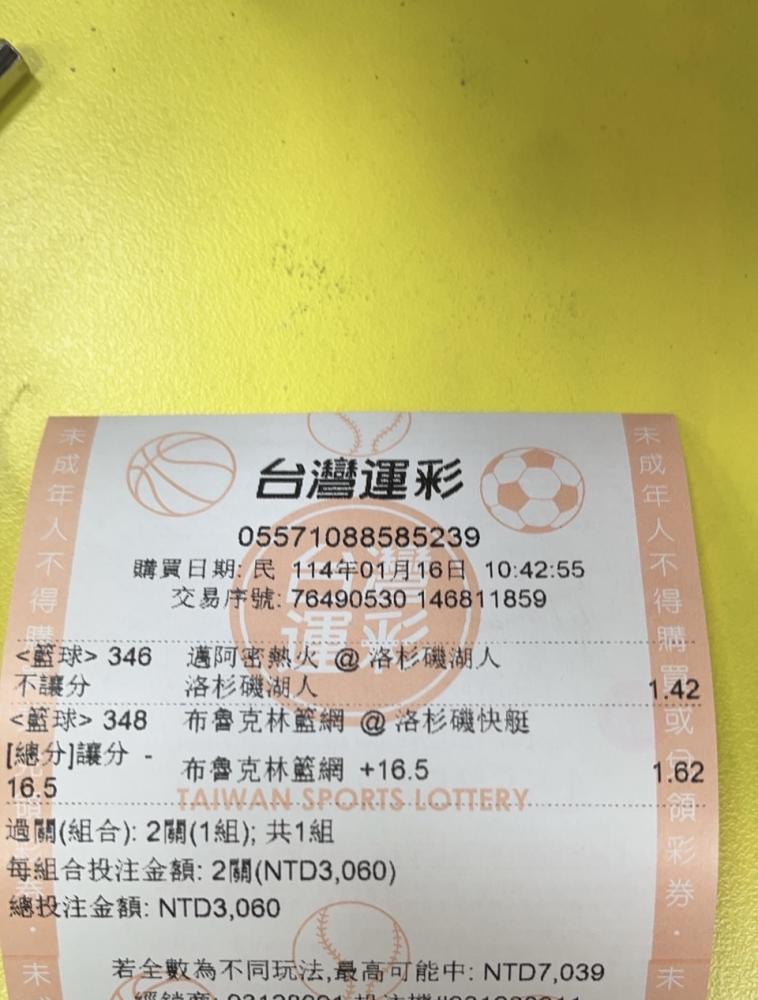 台灣運彩
05571088585239
購買日期: 民 114年01月16日 10:42:55
交易序號: 76490530 146811859
<籃球> 346 邁阿密熱火 @ 洛杉磯湖人
不讓分 洛杉磯湖人 1.42
<籃球> 348 布魯克林籃網 @ 洛杉磯快艇
[總分]讓分 -
16.5 布魯克林籃網 +16.5 1.62
TAIWAN SPORTS LOTTERY
過關(組合): 2關(1組); 共1組
每組合投注金額: 2關(NTD3,060)
總投注金額: NTD3,060
若全數為不同玩法,最高可能中: NTD7,039
未成年人不得購
未成年人不得購買或兌領彩券.未
台灣運彩